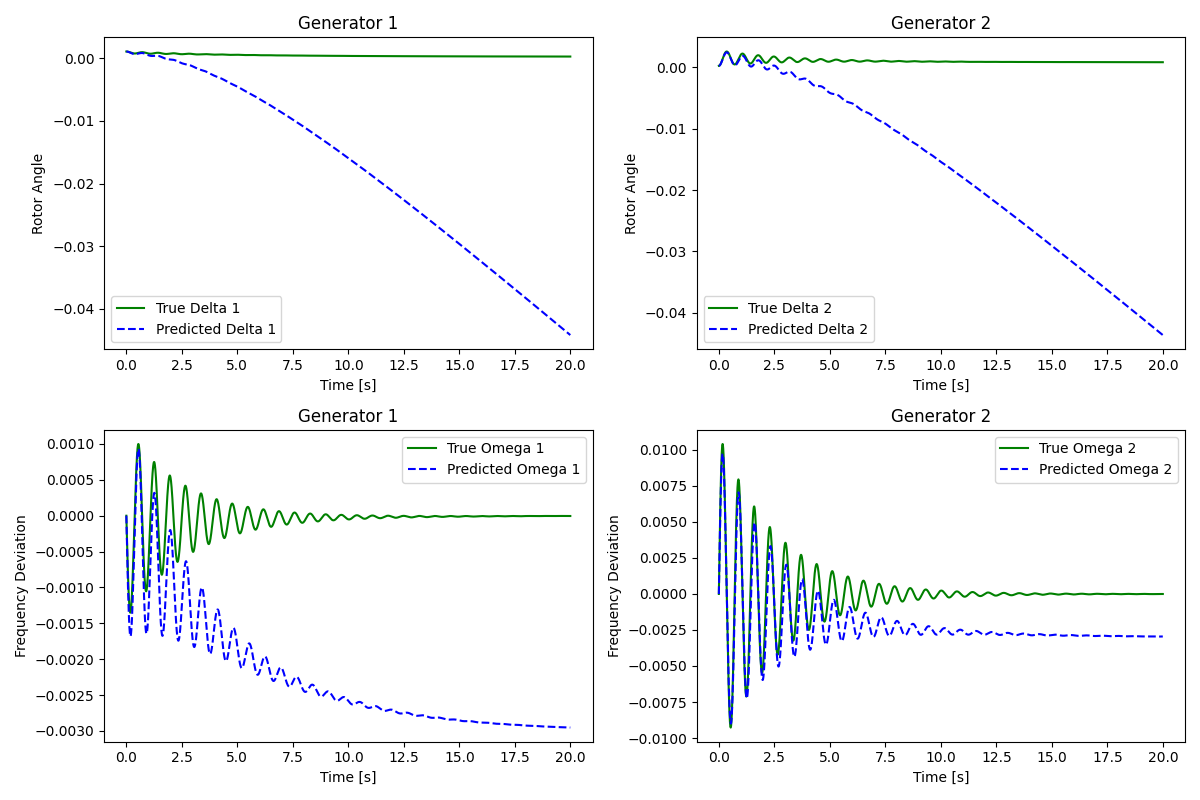 Generator 1
0.00
−0.01
−0.02
−0.03
−0.04
Rotor Angle
True Delta 1
Predicted Delta 1
0.0 2.5 5.0 7.5 10.0 12.5 15.0 17.5 20.0
Time [s]
Generator 2
0.00
−0.01
−0.02
−0.03
−0.04
Rotor Angle
True Delta 2
Predicted Delta 2
0.0 2.5 5.0 7.5 10.0 12.5 15.0 17.5 20.0
Time [s]
Generator 1
0.0010
0.0005
0.0000
−0.0005
−0.0010
−0.0015
−0.0020
−0.0025
−0.0030
Frequency Deviation
True Omega 1
Predicted Omega 1
0.0 2.5 5.0 7.5 10.0 12.5 15.0 17.5 20.0
Time [s]
Generator 2
0.0100
0.0075
0.0050
0.0025
0.0000
−0.0025
−0.0050
−0.0075
−0.0100
Frequency Deviation
True Omega 2
Predicted Omega 2
0.0 2.5 5.0 7.5 10.0 12.5 15.0 17.5 20.0
Time [s]